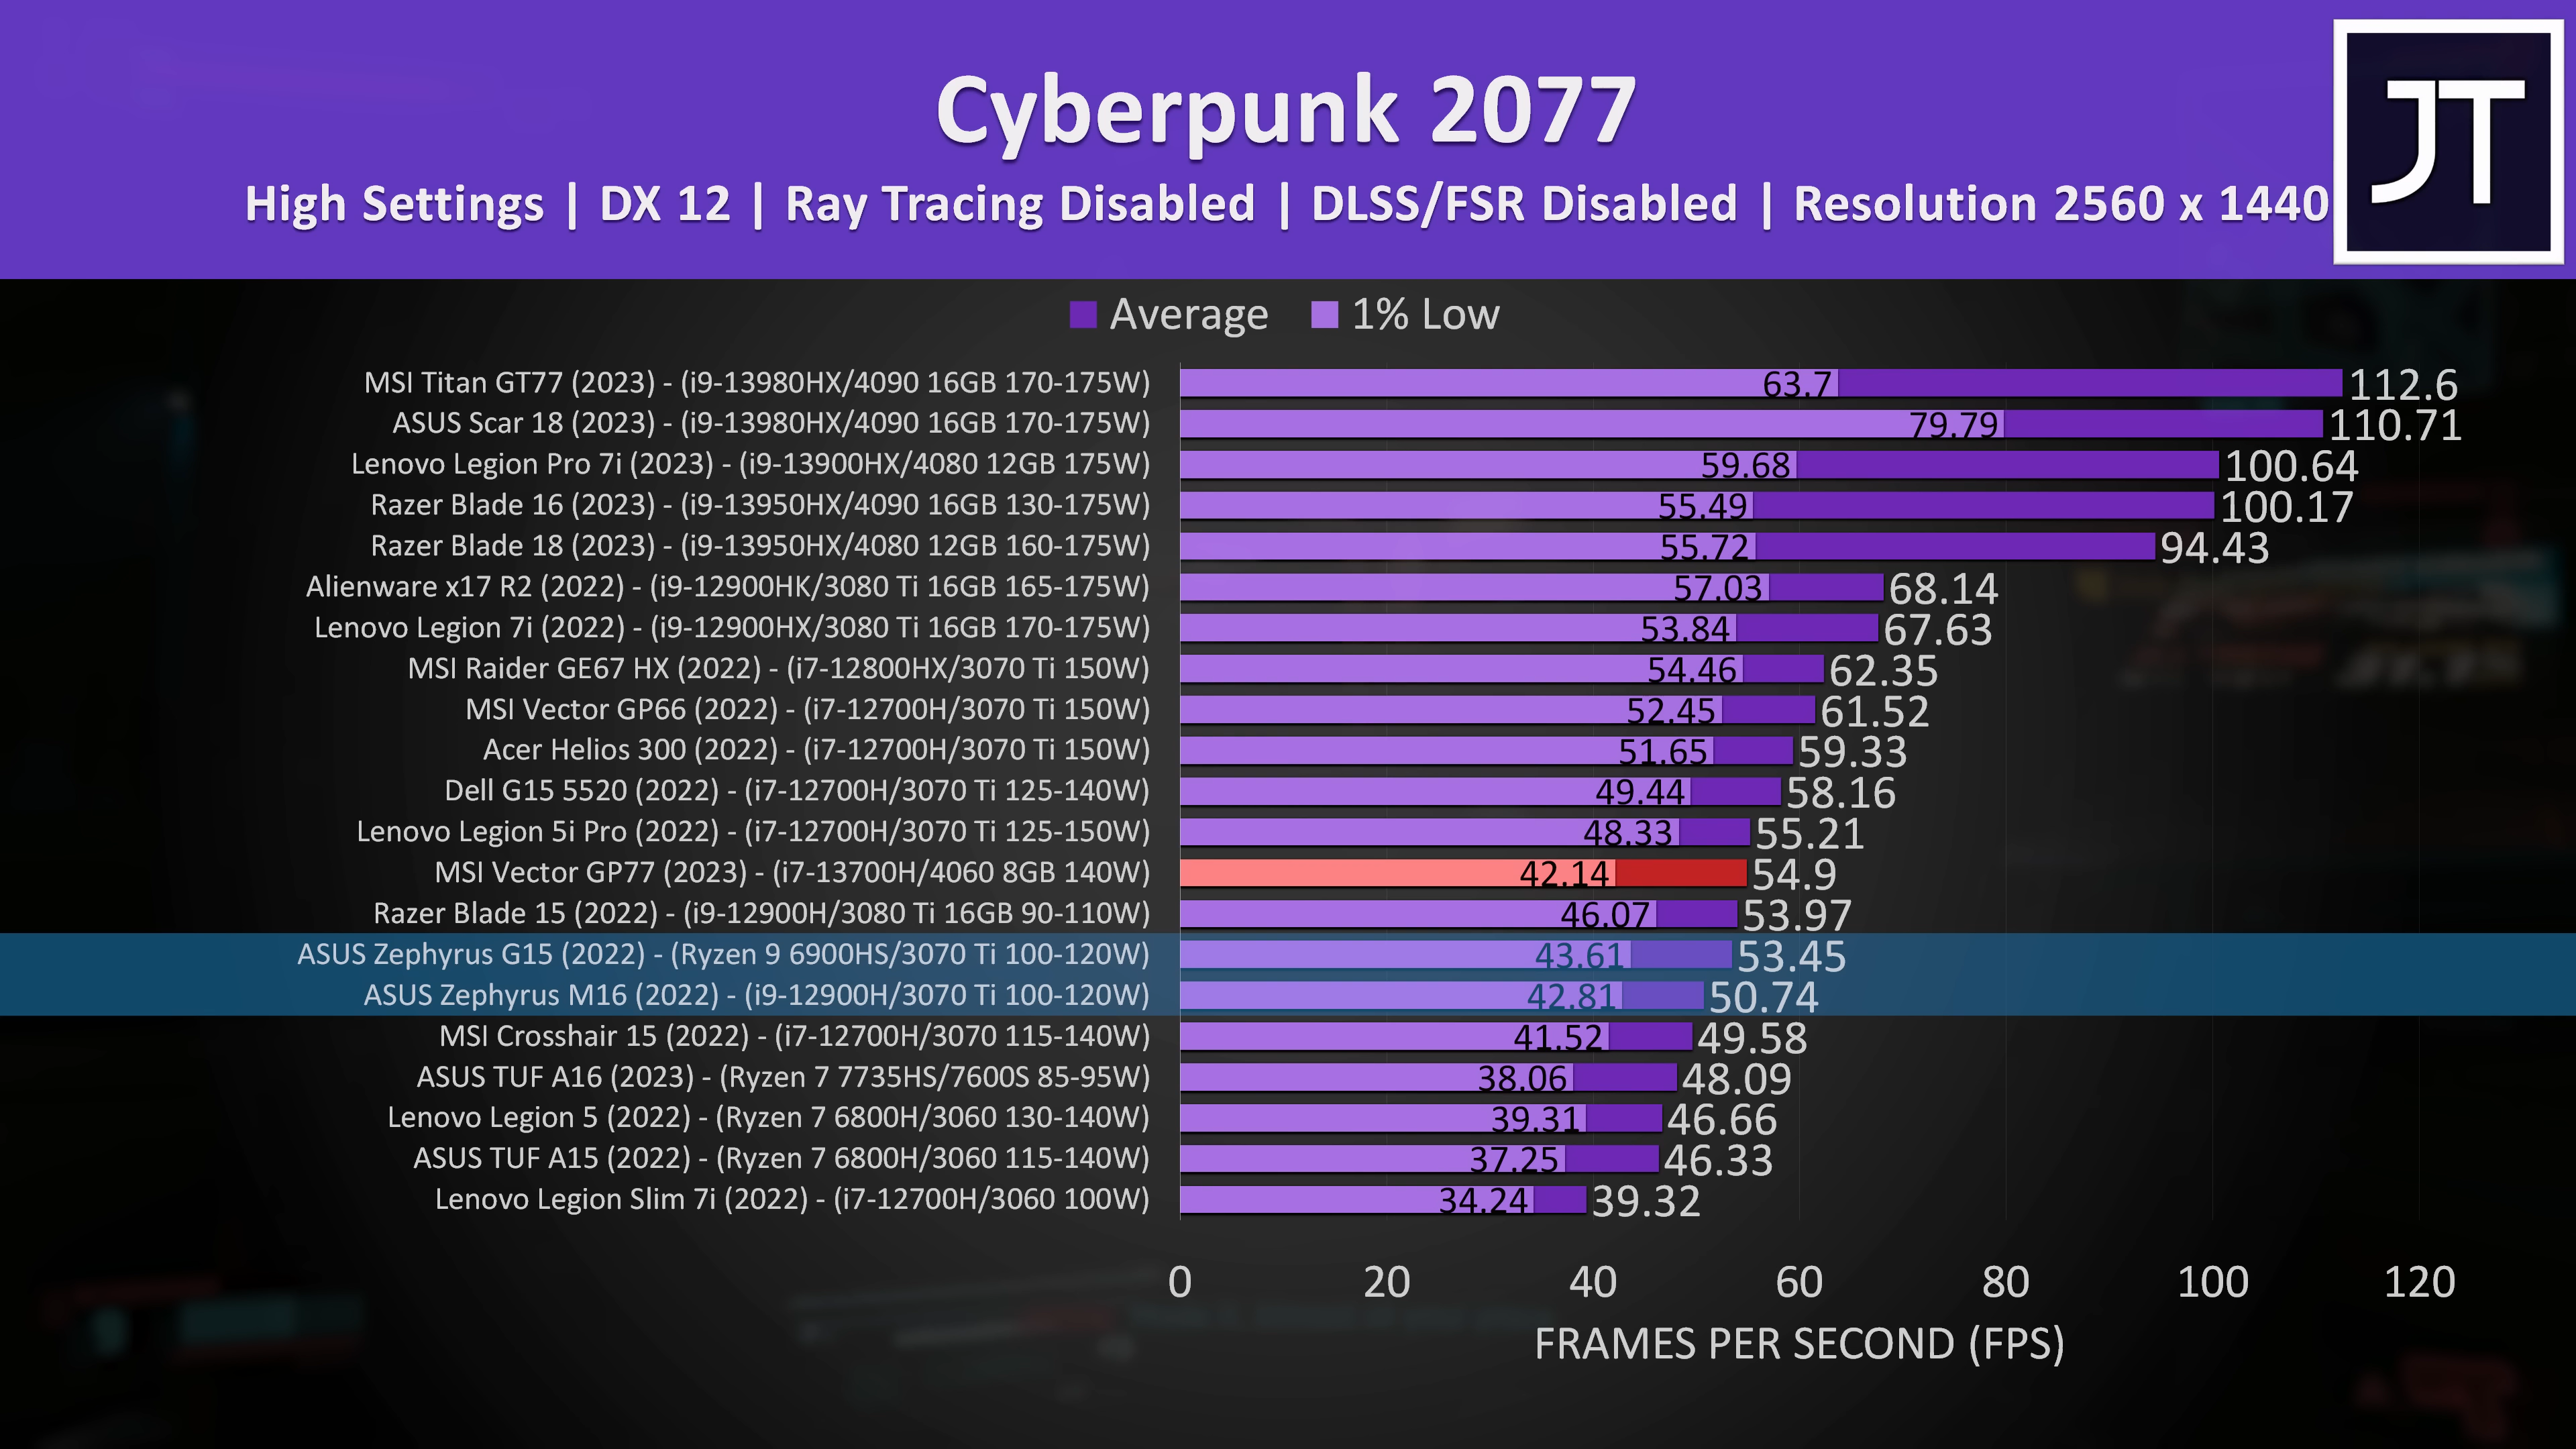 Cyberpunk 2077
JT
High Settings | DX 12 | Ray Tracing Disabled | DLSS/FSR Disabled | Resolution 2560 x 1440
Average 1% Low
MSI Titan GT77 (2023) - (i9-13980HX/4090 16GB 170-175W) 63.7 112.6
ASUS Scar 18 (2023) - (i9-13980HX/4090 16GB 170-175W) 79.79 110.71
Lenovo Legion Pro 7i (2023) - (i9-13900HX/4080 12GB 175W) 59.68 100.64
Razer Blade 16 (2023) - (i9-13950HX/4090 16GB 130-175W) 55.49 100.17
Razer Blade 18 (2023) - (i9-13950HX/4080 12GB 160-175W) 55.72 94.43
Alienware x17 R2 (2022) - (i9-12900HK/3080 Ti 16GB 165-175W) 57.03 68.14
Lenovo Legion 7i (2022) - (i9-12900HX/3080 Ti 16GB 170-175W) 53.84 67.63
MSI Raider GE67 HX (2022) - (i7-12800HX/3070 Ti 150W) 54.46 62.35
MSI Vector GP66 (2022) - (i7-12700H/3070 Ti 150W) 52.45 61.52
Acer Helios 300 (2022) - (i7-12700H/3070 Ti 150W) 51.65 59.33
Dell G15 5520 (2022) - (i7-12700H/3070 Ti 125-140W) 49.44 58.16
Lenovo Legion 5i Pro (2022) - (i7-12700H/3070 Ti 125-150W) 48.33 55.21
MSI Vector GP77 (2023) - (i7-13700H/4060 8GB 140W) 42.14 54.9
Razer Blade 15 (2022) - (i9-12900H/3080 Ti 16GB 90-110W) 46.07 53.97
ASUS Zephyrus G15 (2022) - (Ryzen 9 6900HS/3070 Ti 100-120W) 43.61 53.45
ASUS Zephyrus M16 (2022) - (i9-12900H/3070 Ti 100-120W) 42.81 50.74
MSI Crosshair 15 (2022) - (i7-12700H/3070 115-140W) 41.52 49.58
ASUS TUF A16 (2023) - (Ryzen 7 7735HS/7600S 85-95W) 38.06 48.09
Lenovo Legion 5 (2022) - (Ryzen 7 6800H/3060 130-140W) 39.31 46.66
ASUS TUF A15 (2022) - (Ryzen 7 6800H/3060 115-140W) 37.25 46.33
Lenovo Legion Slim 7i (2022) - (i7-12700H/3060 100W) 34.24 39.32
0 20 40 60 80 100 120
FRAMES PER SECOND (FPS)